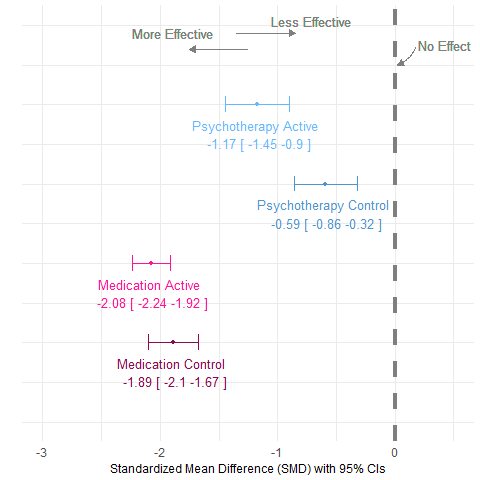 Less Effective
More Effective
No Effect
Psychotherapy Active
-1.17 [ -1.45 -0.9 ]
Psychotherapy Control
-0.59 [ -0.86 -0.32 ]
Medication Active
-2.08 [ -2.24 -1.92 ]
Medication Control
-1.89 [ -2.1 -1.67 ]
-3 -2 -1 0
Standardized Mean Difference (SMD) with 95% CIs